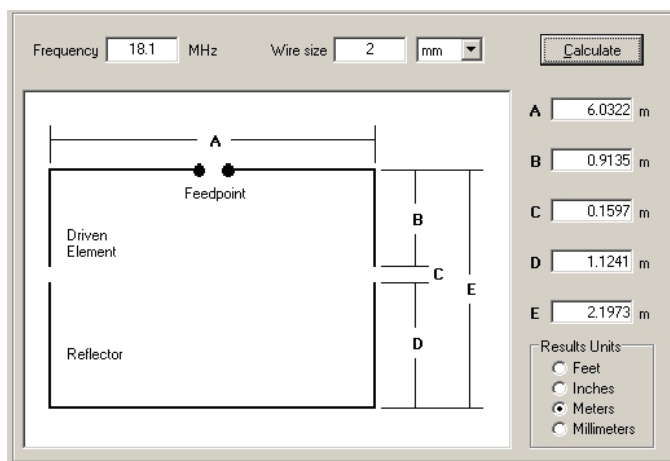 Frequency 18.1 MHz Wire size 2 mm Calculate
A
Feedpoint
Driven
Element
B
C
E
Reflector
D
A 6.0322 m
B 0.9135 m
C 0.1597 m
D 1.1241 m
E 2.1973 m
Results Units
Feet
Inches
Meters
Millimeters